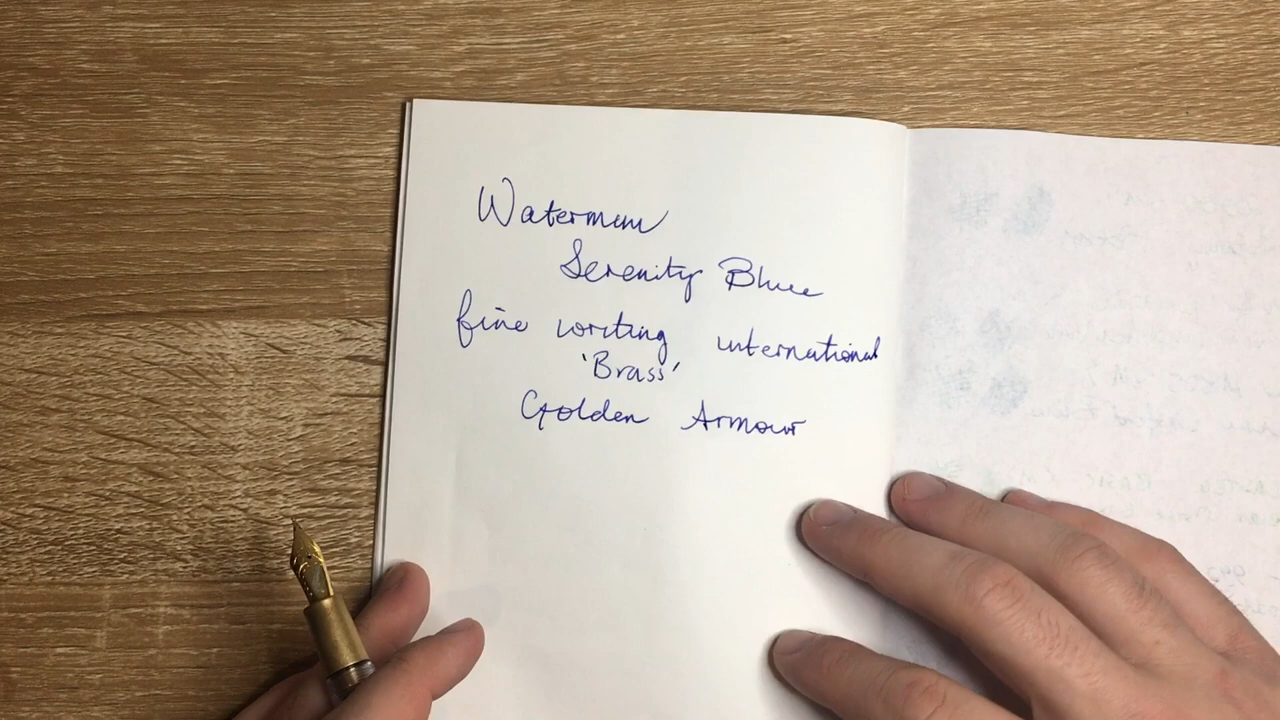 Waterman
Serenity Blue
fine writing international
'Brass'
Golden Armour